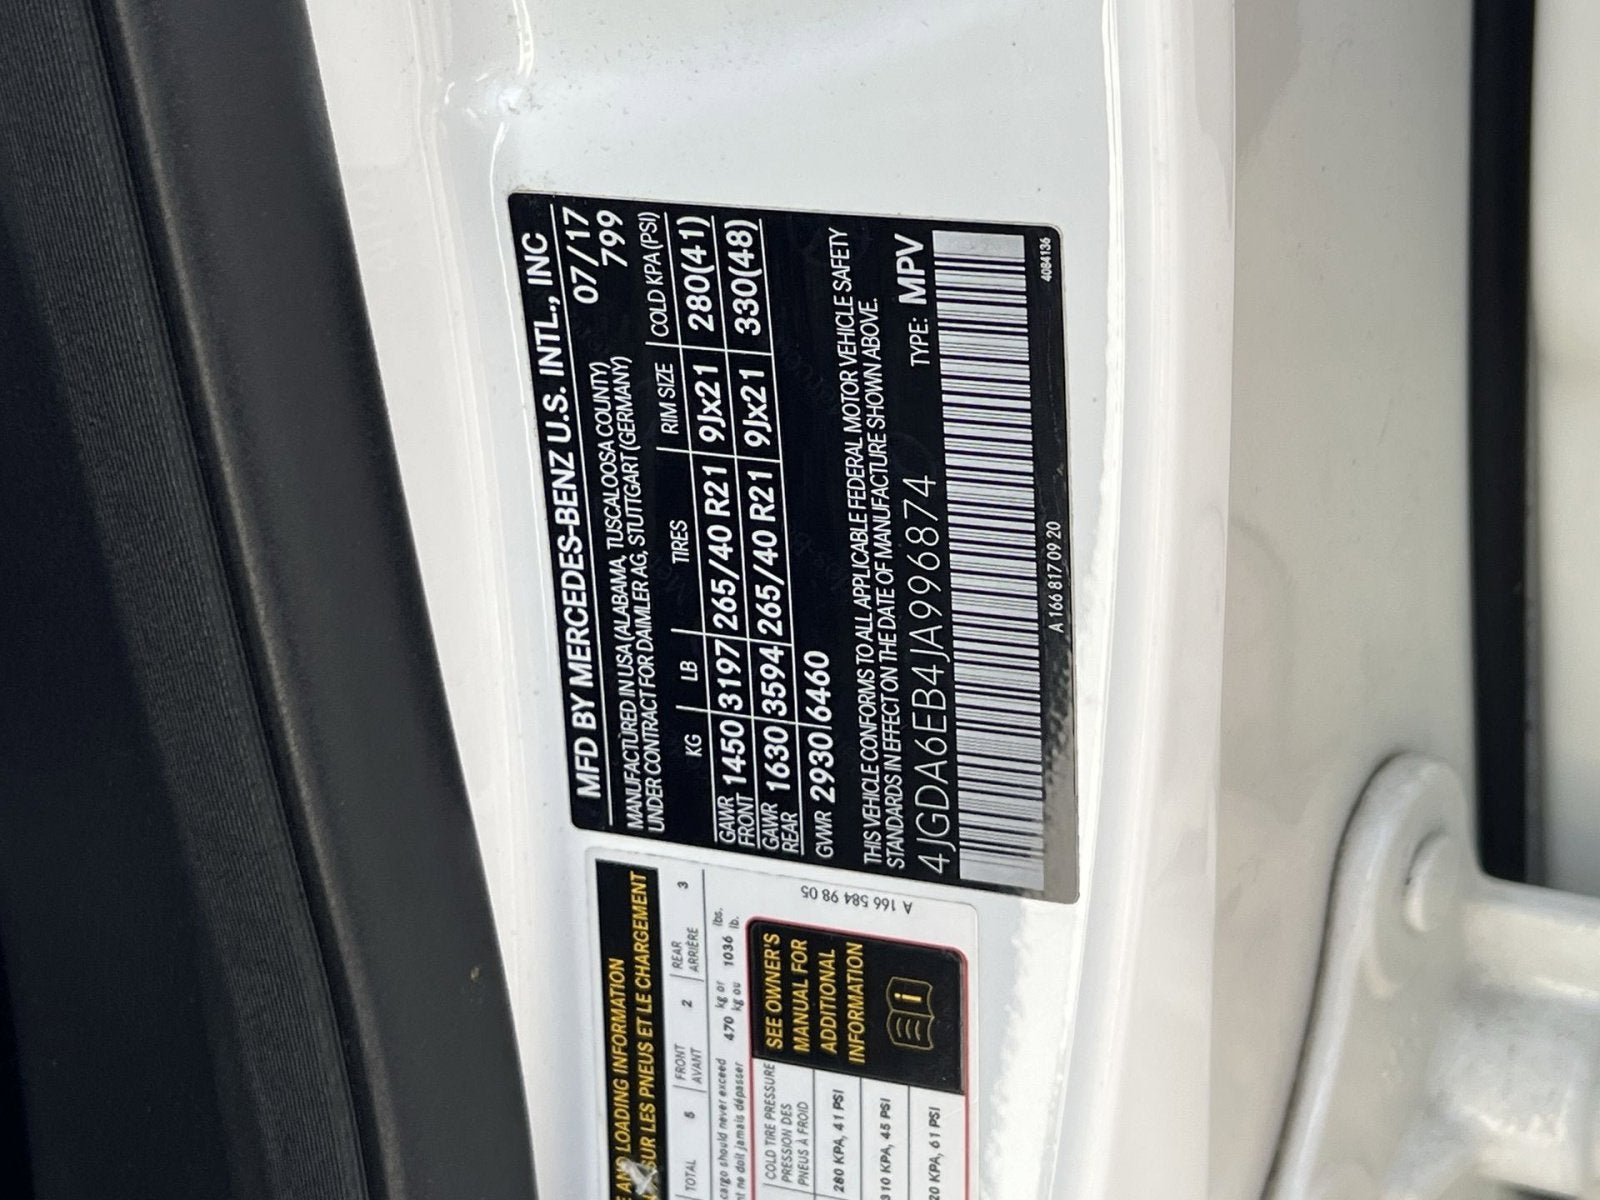 MFD BY MERCEDES-BENZ U.S. INTL., INC
07/17
MANUFACTURED IN USA (ALABAMA, TUSCALOOSA COUNTY)
UNDER CONTRACT FOR DAIMLER AG, STUTTGART (GERMANY)
799
KG LB TIRES RIM SIZE COLD KPA (PSI)
GAWR FRONT 1450 3197 265/40 R21 9Jx21 280(41)
GAWR REAR 1630 3594 265/40 R21 9Jx21 330(48)
GVWR 2930 6460
THIS VEHICLE CONFORMS TO ALL APPLICABLE FEDERAL MOTOR VEHICLE SAFETY
STANDARDS IN EFFECT ON THE DATE OF MANUFACTURE SHOWN ABOVE.
4JGDA6EB4JA996874 TYPE: MPV
A 166 817 09 20
4084136
A 166 584 98 05
AND LOADING INFORMATION
SUR LES PNEUS ET LE CHARGEMENT
TOTAL 5 FRONT 2 REAR 3
AVANT ARRIÈRE
cargo should never exceed 470 kg or 1036 lbs.
ne doit jamais dépasser kg ou lb.
COLD TIRE PRESSURE
PRESSION DES
PNEUS À FROID
280 KPA, 41 PSI
310 KPA, 45 PSI
20 KPA, 61 PSI
SEE OWNER'S
MANUAL FOR
ADDITIONAL
INFORMATION
i